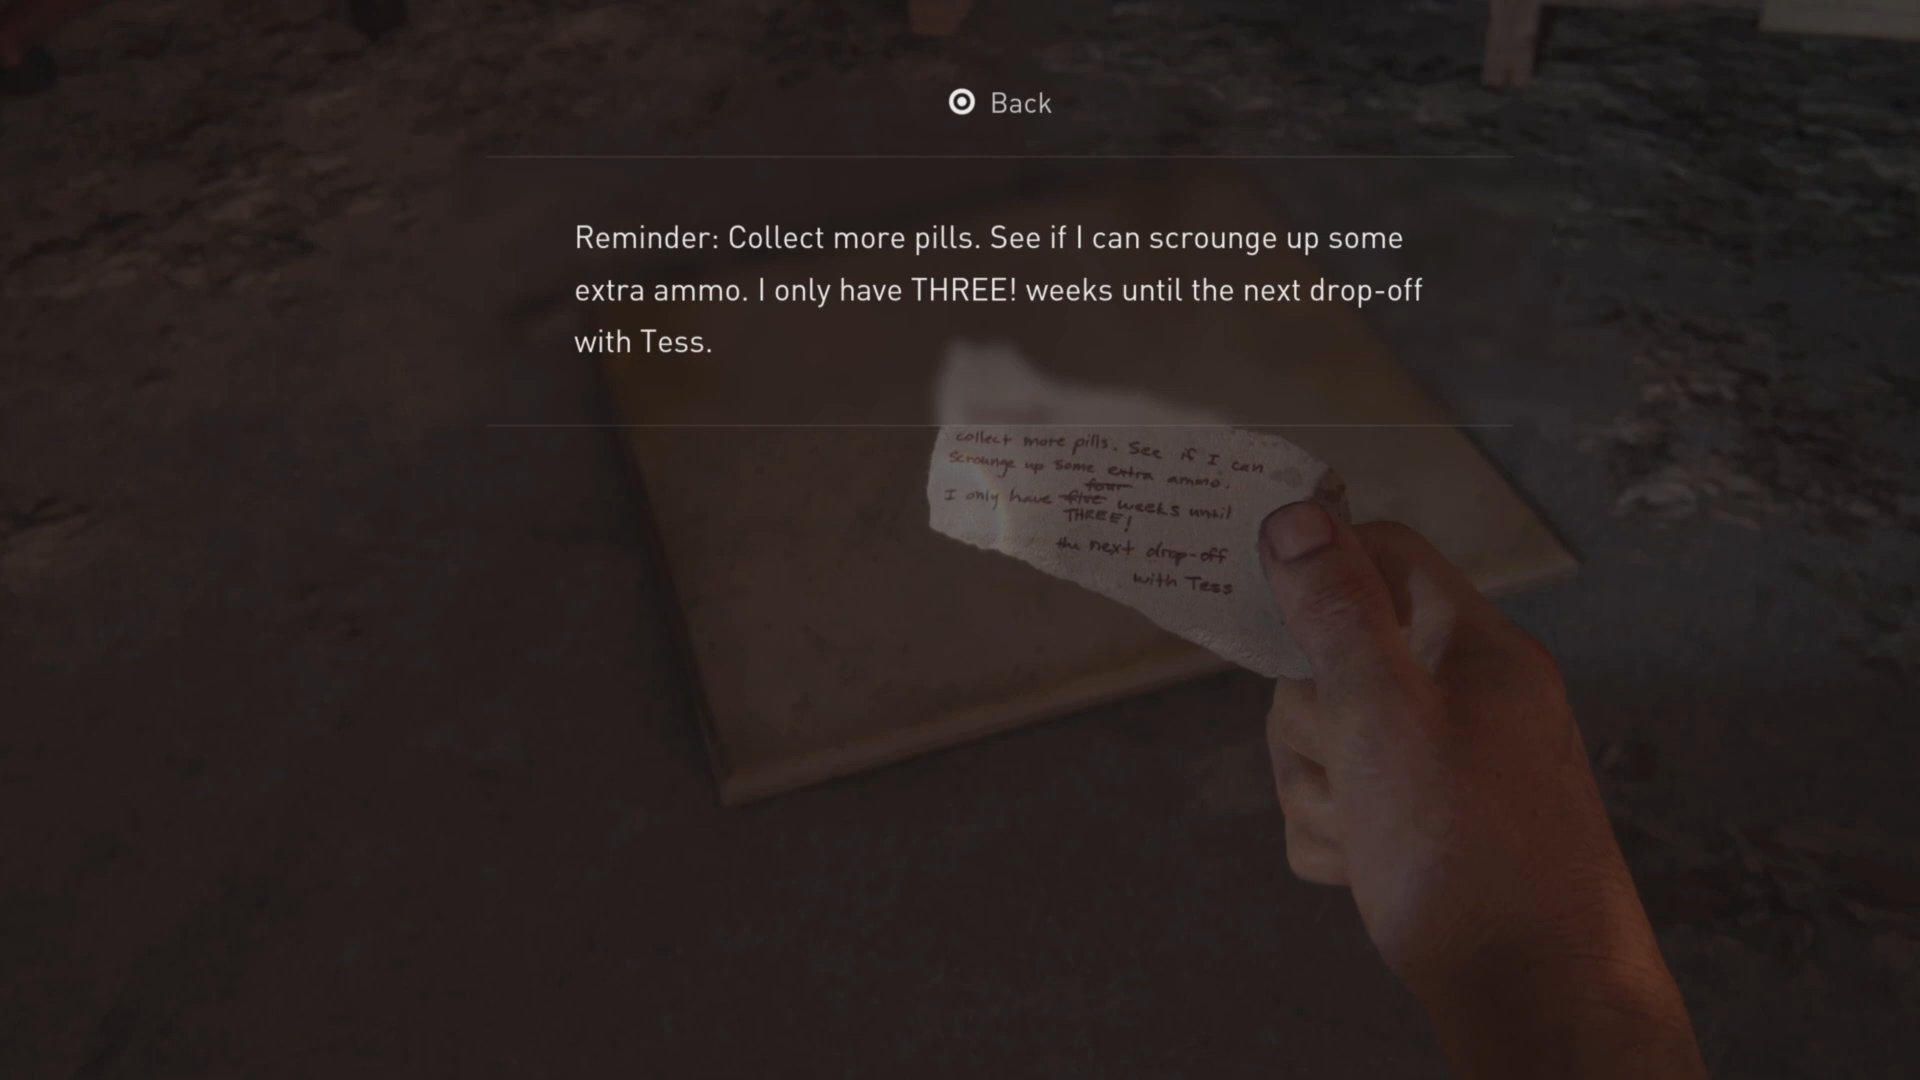 Back
Reminder: Collect more pills. See if I can scrounge up some
extra ammo. I only have THREE! weeks until the next drop-off
with Tess.
collect more pills. See if I can
Scrounge up some extra ammo.
four
I only have five weeks until
THREE!
the next drop-off
with Tess